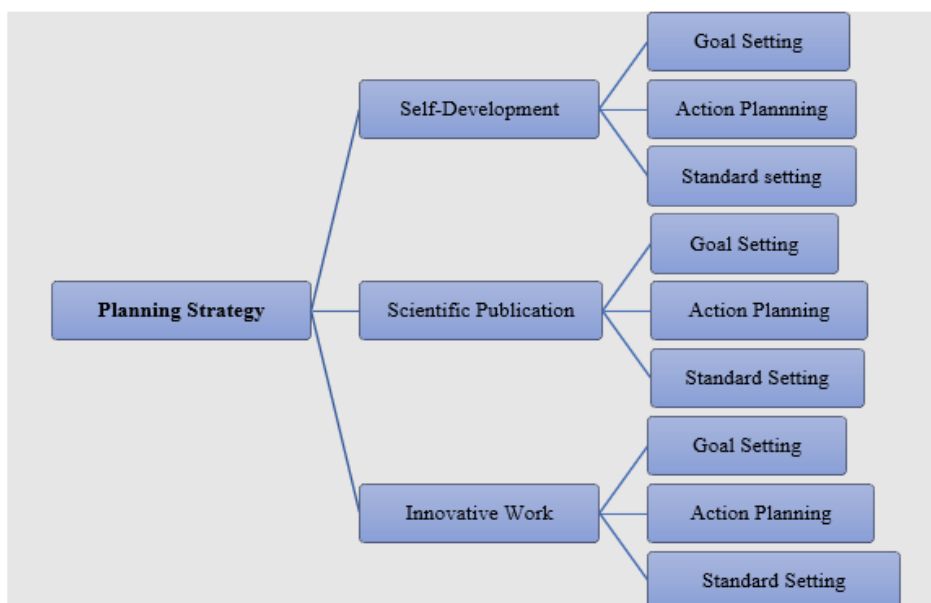 Planning Strategy
Self-Development
Goal Setting
Action Plannning
Standard setting
Scientific Publication
Goal Setting
Action Planning
Standard Setting
Innovative Work
Goal Setting
Action Planning
Standard Setting